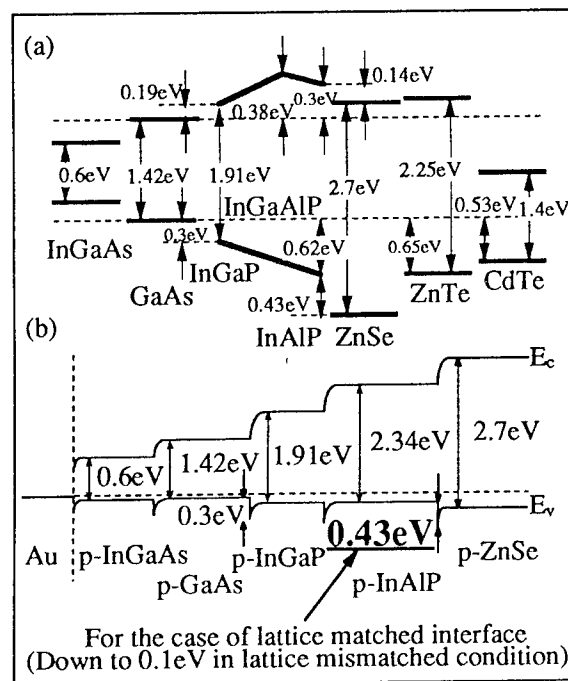 (a)
0.19eV
0.14eV
0.38eV
0.3eV
0.6eV
1.42eV
1.91eV
2.7eV
2.25eV
0.53eV
1.4eV
InGaAlP
InGaAs
0.3eV
InGaP
0.62eV
0.65eV
GaAs
0.43eV
ZnTe
CdTe
InAlP
ZnSe
(b)
Ec
0.6eV
1.42eV
1.91eV
2.34eV
2.7eV
0.3eV
0.43eV
Ev
Au
p-InGaAs
p-InGaP
p-ZnSe
p-GaAs
p-InAlP
For the case of lattice matched interface
(Down to 0.1eV in lattice mismatched condition)